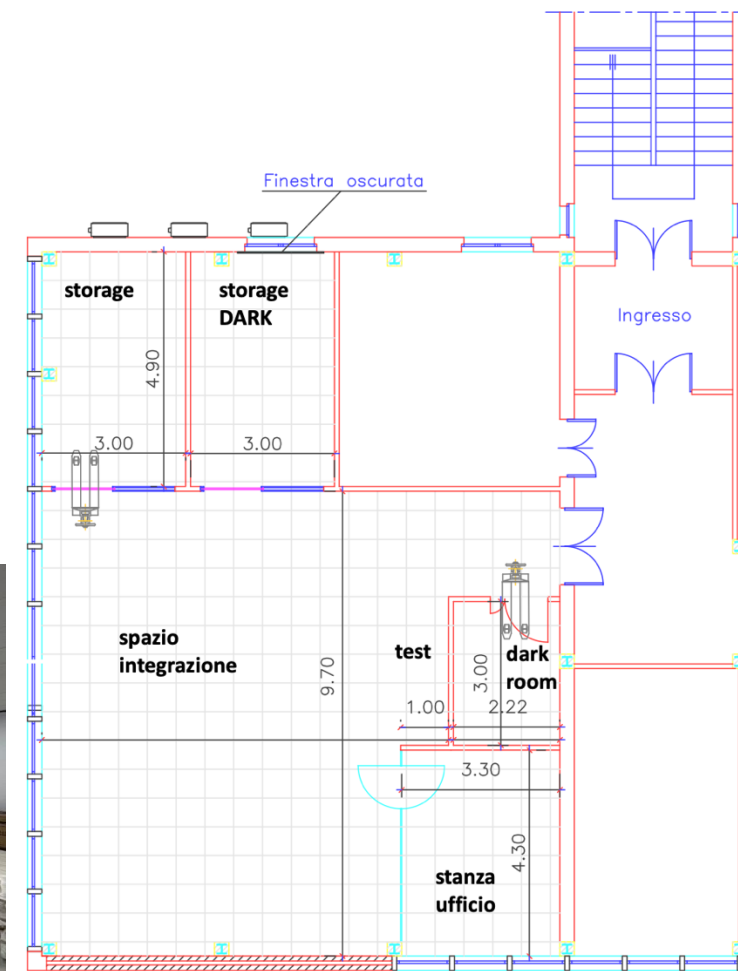 Finestra oscurata
storage
storage
DARK
Ingresso
4.90
3.00
3.00
spazio
integrazione
test
dark
room
9.70
3.00
1.00
2.22
3.30
4.30
stanza
ufficio